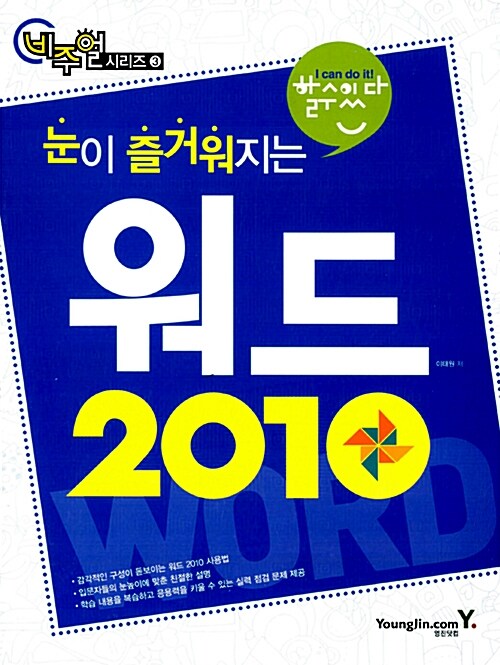 비주얼 시리즈 3
I can do it!
할 수 있다
눈이 즐거워지는
워드
이태원 저
2010
WORD
· 감각적인 구성이 돋보이는 워드 2010 사용법
· 입문자들의 눈높이에 맞춘 친절한 설명
· 학습 내용을 복습하고 응용력을 키울 수 있는 실력 점검 문제 제공
Youngjin.com Y.
영진닷컴